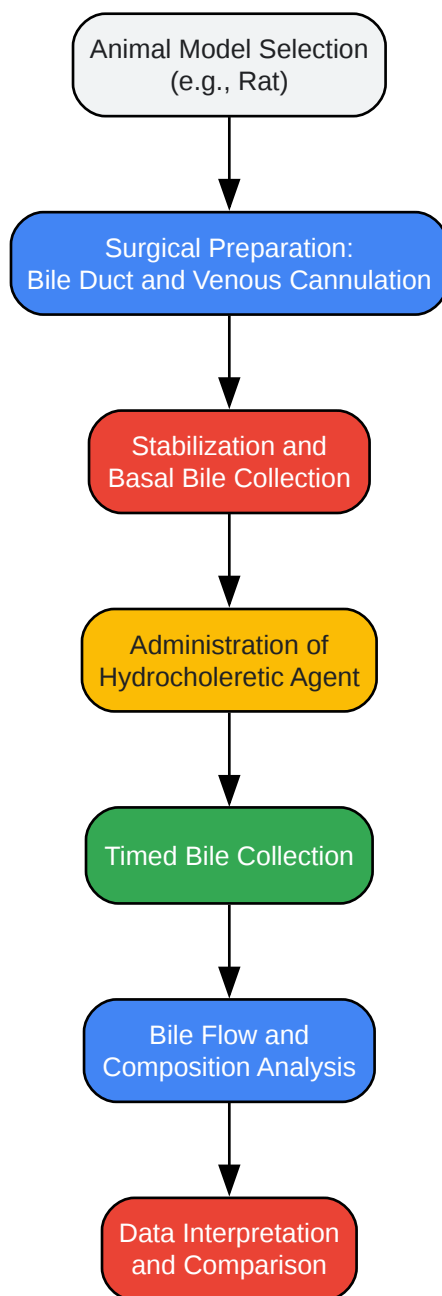 Animal Model Selection
(e.g., Rat)
Surgical Preparation:
Bile Duct and Venous Cannulation
Stabilization and
Basal Bile Collection
Administration of
Hydrocholeretic Agent
Timed Bile Collection
Bile Flow and
Composition Analysis
Data Interpretation
and Comparison